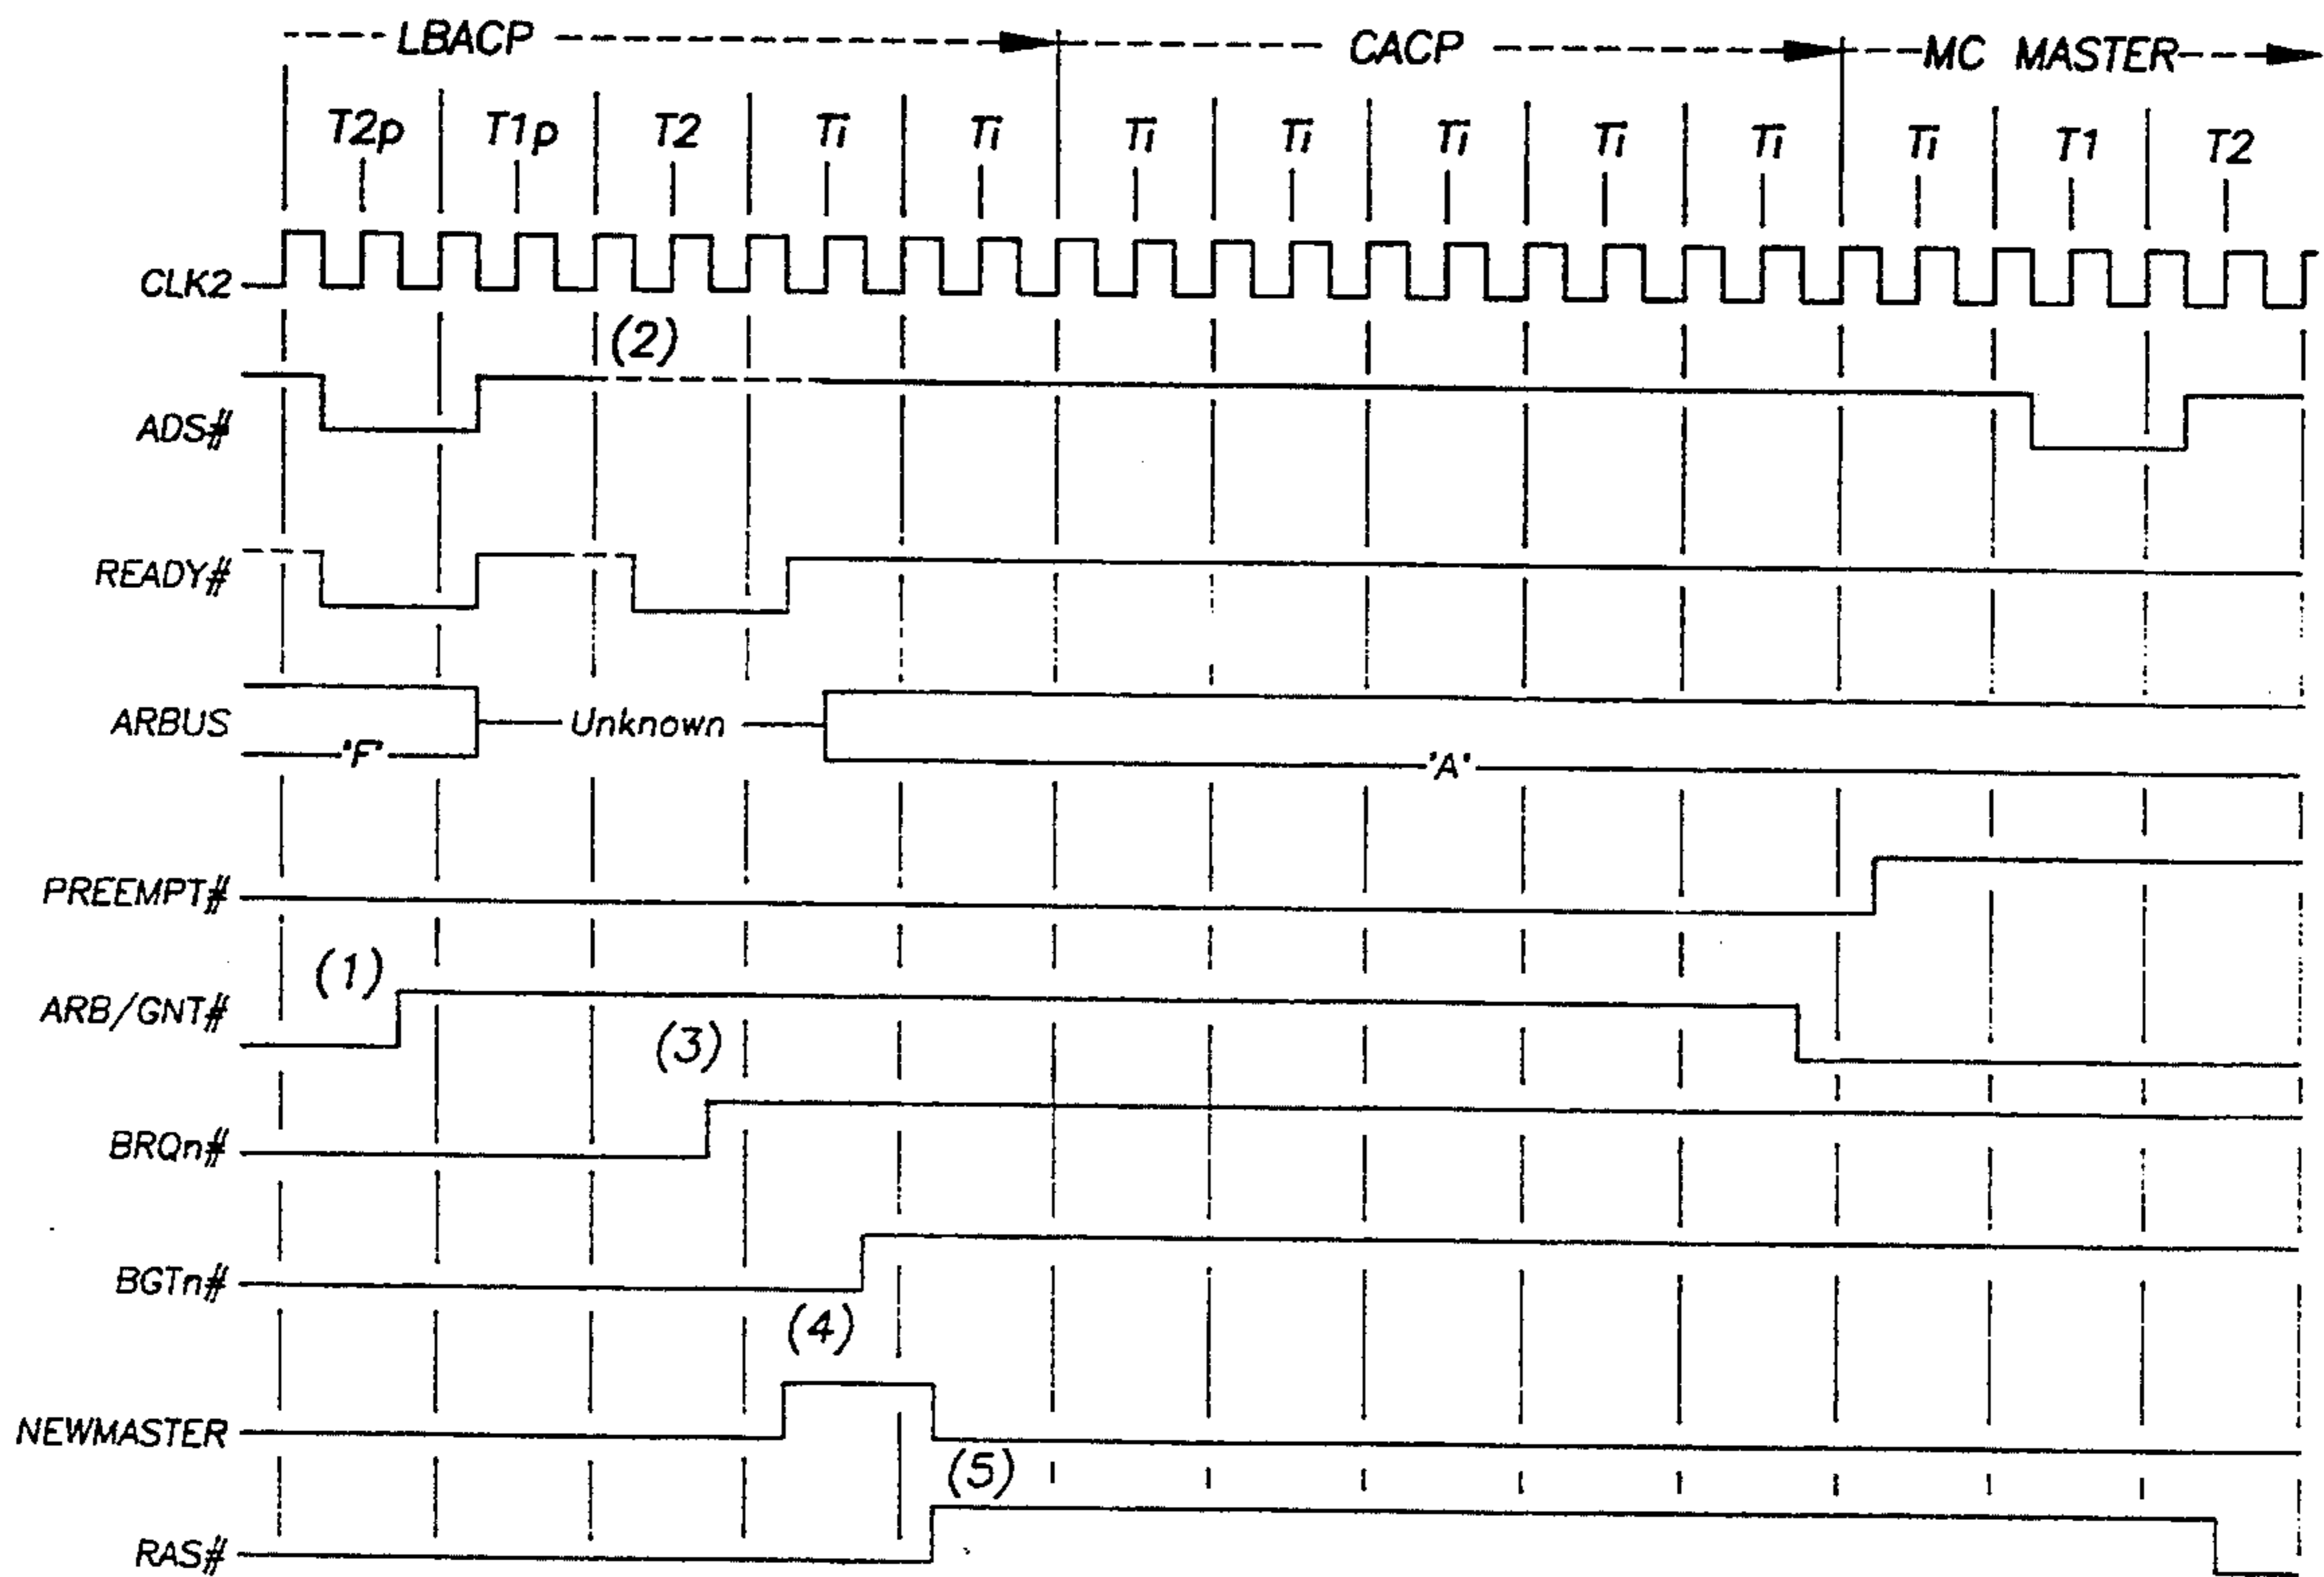 LBACP CACP MC MASTER
T2p T1p T2 Ti Ti Ti Ti Ti Ti Ti Ti T1 T2
CLK2
(2)
ADS#
READY#
ARBUS Unknown
'F' 'A'
PREEMPT#
(1)
ARB/GNT#
(3)
BRQn#
BGTn#
(4)
NEWMASTER
(5)
RAS#